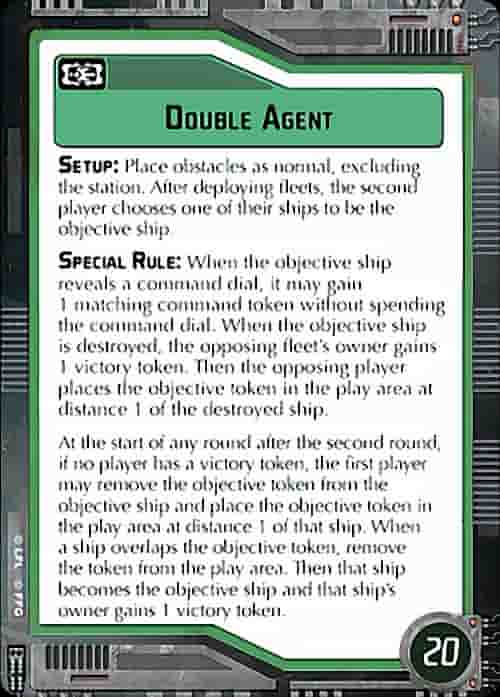 Double Agent
Setup: Place obstacles as normal, excluding
the station. After deploying fleets, the second
player chooses one of their ships to be the
objective ship
Special Rule: When the objective ship
reveals a command dial, it may gain
1 matching command token without spending
the command dial. When the objective ship
is destroyed, the opposing fleet's owner gains
1 victory token. Then the opposing player
places the objective token in the play area at
distance 1 of the destroyed ship.
At the start of any round after the second round,
if no player has a victory token, the first player
may remove the objective token from the
objective ship and place the objective token in
the play area at distance 1 of that ship. When
a ship overlaps the objective token, remove
the token from the play area. Then that ship
becomes the objective ship and that ship's
owner gains 1 victory token.
© LFL © FFG
20